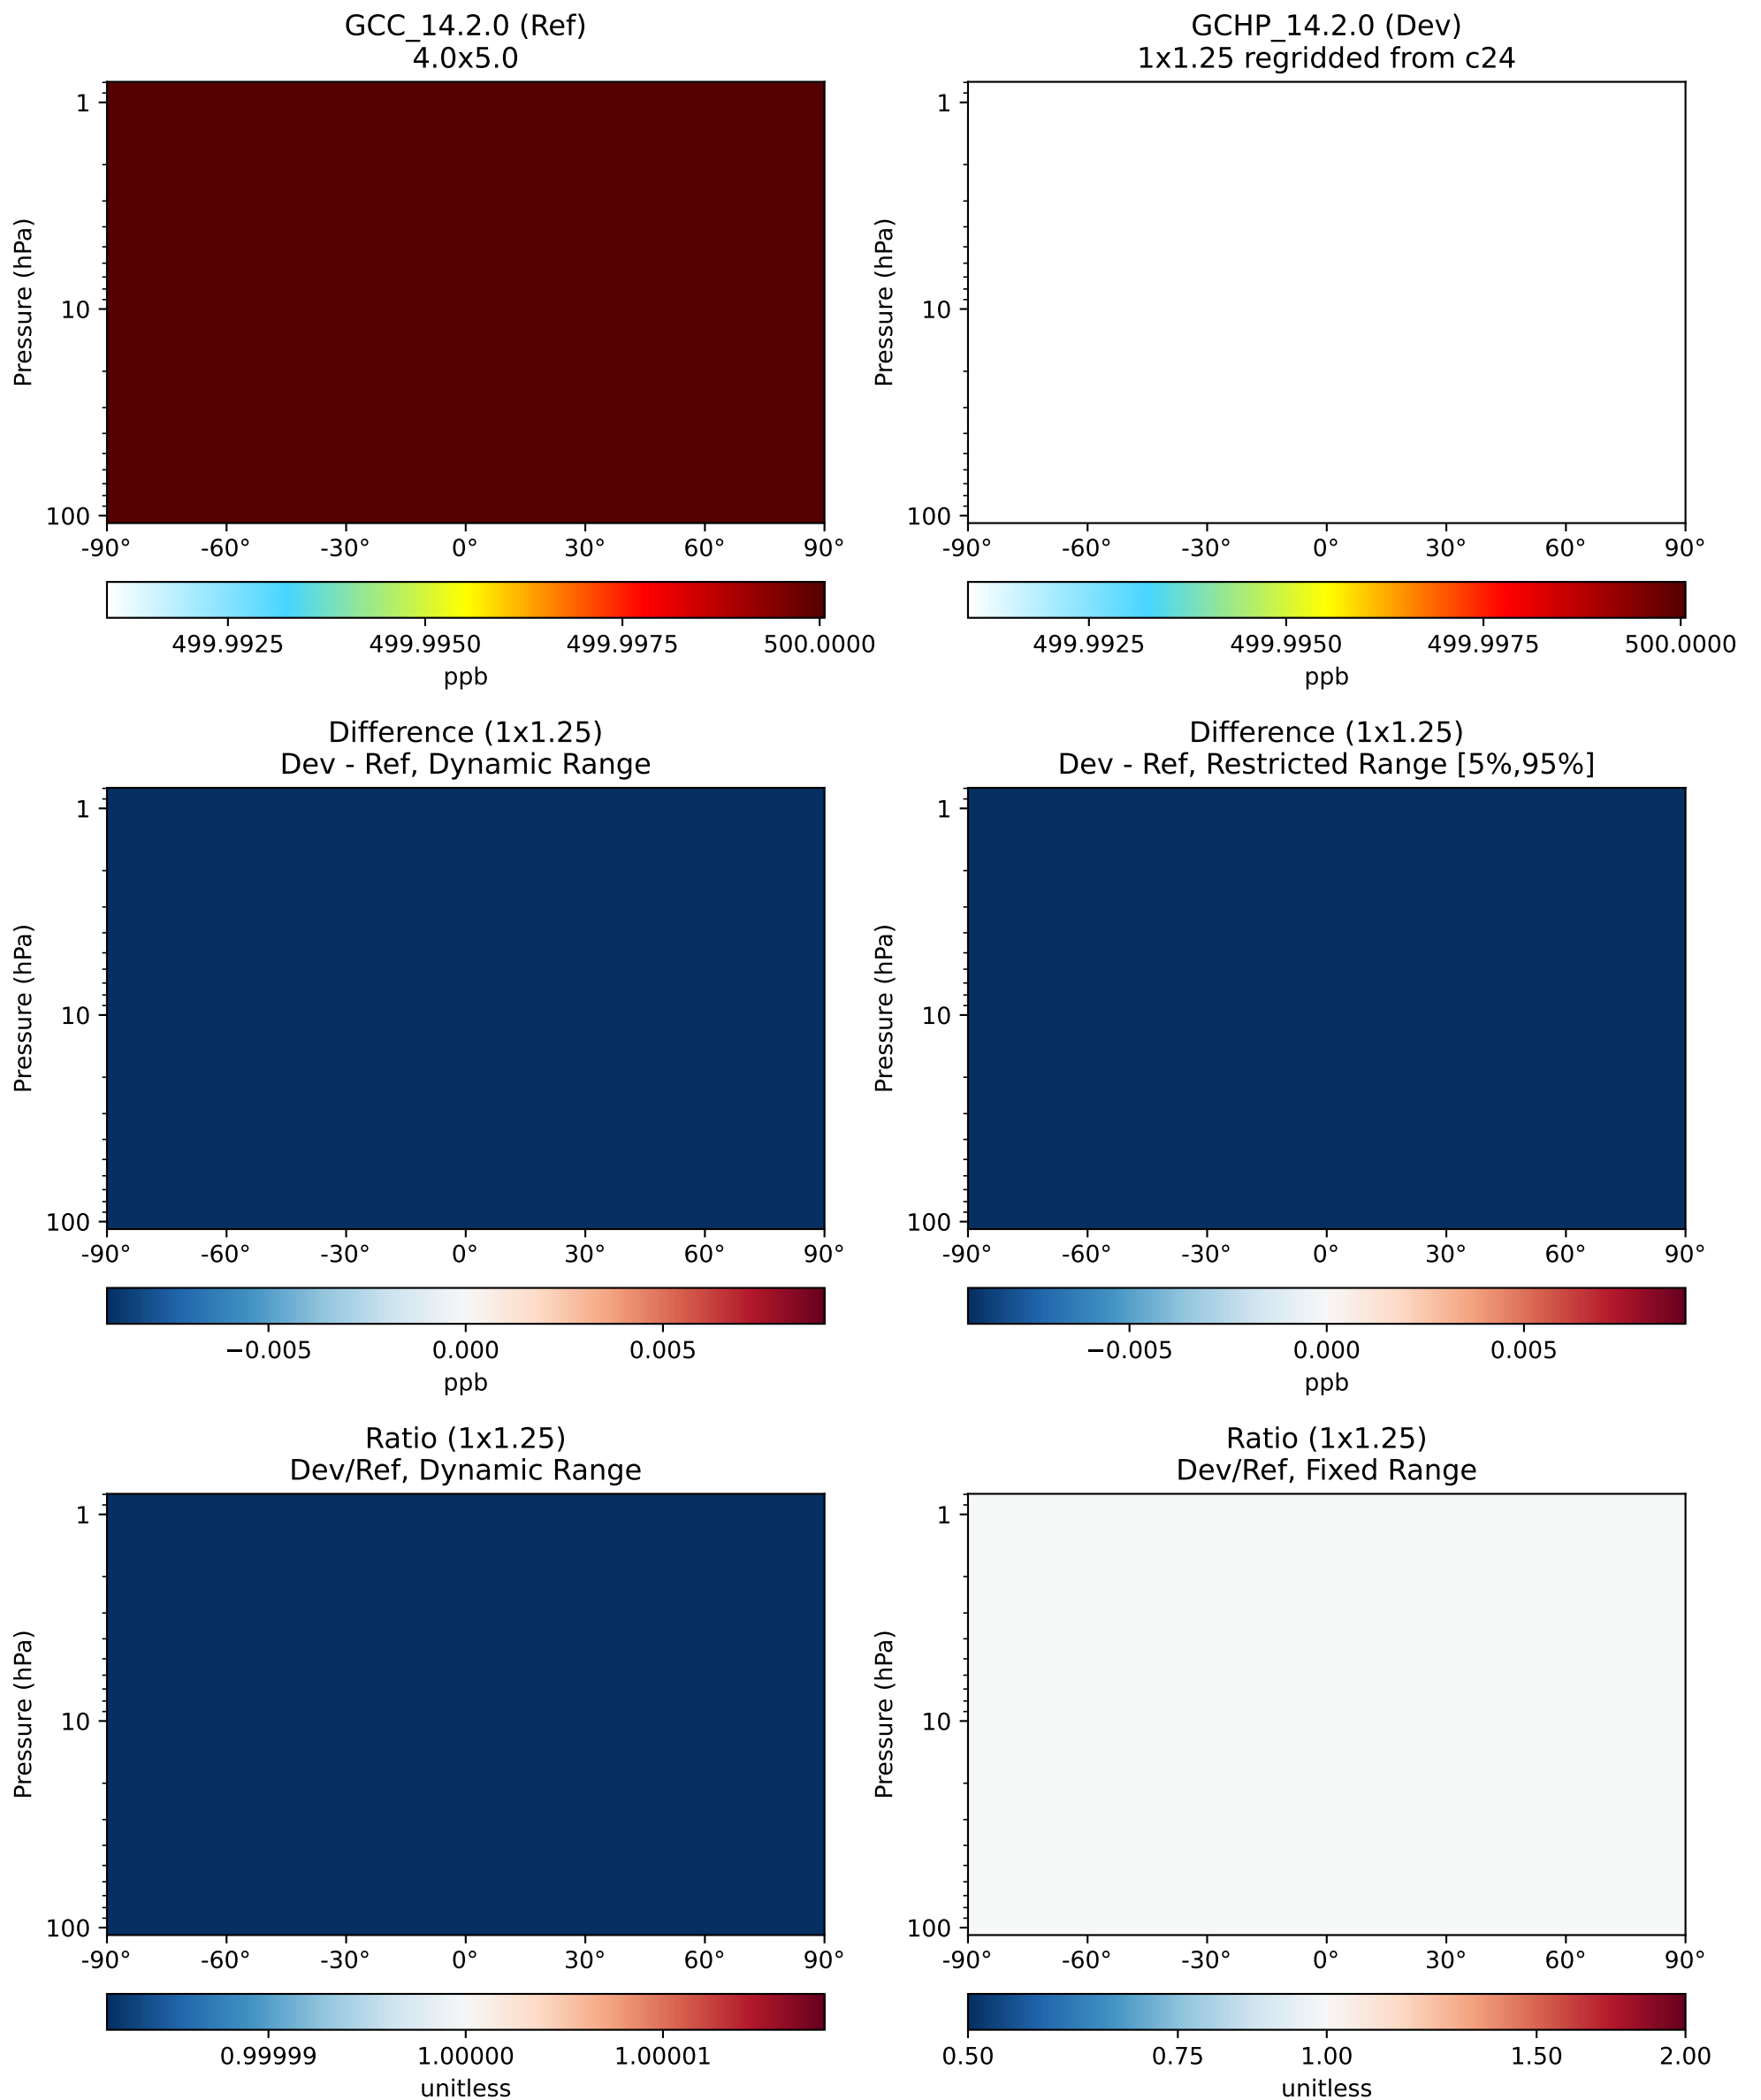 GCC_14.2.0 (Ref)
4.0x5.0
Pressure (hPa)
1
10
100
-90° -60° -30° 0° 30° 60° 90°
499.9925 499.9950 499.9975 500.0000
ppb
GCHP_14.2.0 (Dev)
1x1.25 regridded from c24
Pressure (hPa)
1
10
100
-90° -60° -30° 0° 30° 60° 90°
499.9925 499.9950 499.9975 500.0000
ppb
Difference (1x1.25)
Dev - Ref, Dynamic Range
Pressure (hPa)
1
10
100
-90° -60° -30° 0° 30° 60° 90°
−0.005 0.000 0.005
ppb
Difference (1x1.25)
Dev - Ref, Restricted Range [5%,95%]
Pressure (hPa)
1
10
100
-90° -60° -30° 0° 30° 60° 90°
−0.005 0.000 0.005
ppb
Ratio (1x1.25)
Dev/Ref, Dynamic Range
Pressure (hPa)
1
10
100
-90° -60° -30° 0° 30° 60° 90°
0.99999 1.00000 1.00001
unitless
Ratio (1x1.25)
Dev/Ref, Fixed Range
Pressure (hPa)
1
10
100
-90° -60° -30° 0° 30° 60° 90°
0.50 0.75 1.00 1.50 2.00
unitless